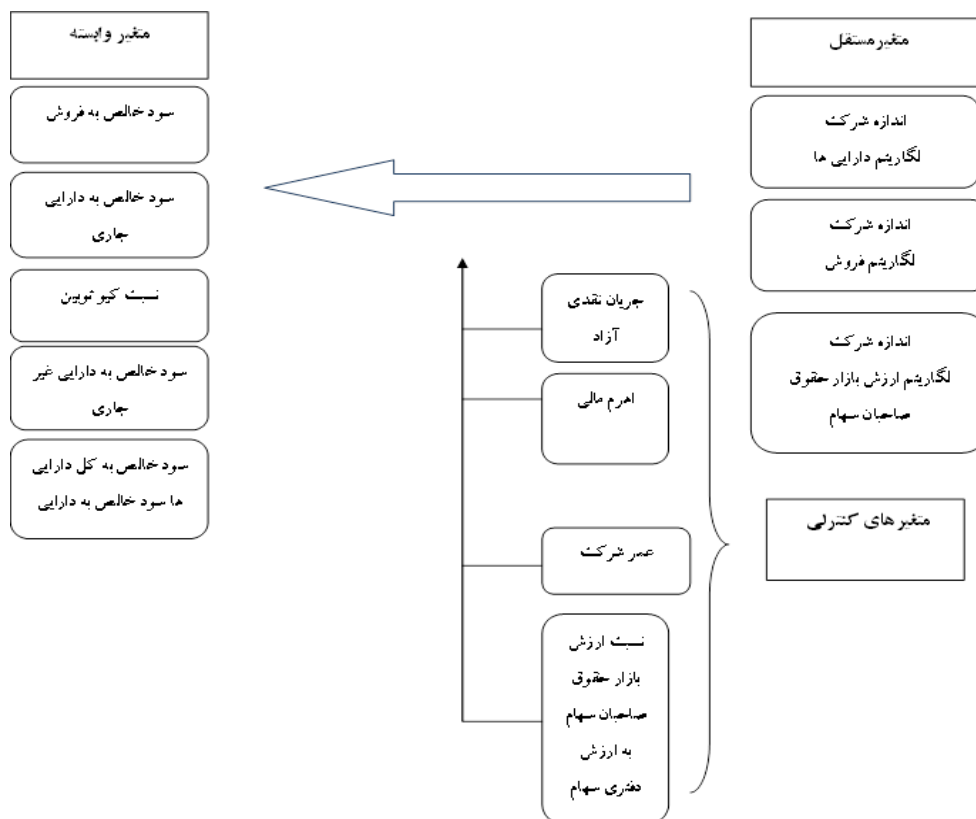 متغیرمستقل
اندازه شرکت
لگاریتم دارایی ها
اندازه شرکت
لگاریتم فروش
اندازه شرکت
لگاریتم ارزش بازار حقوق
صاحبان سهام
متغیرهای کنترلی
جریان نقدی
آزاد
اهرم مالی
عمر شرکت
نسبت ارزش
بازار حقوق
صاحبان سهام
به ارزش
دفتری سهام
متغیر وابسته
سود خالص به فروش
سود خالص به دارایی
جاری
نسبت کیو توبین
سود خالص به دارایی غیر
جاری
سود خالص به کل دارایی
ها سود خالص به دارایی